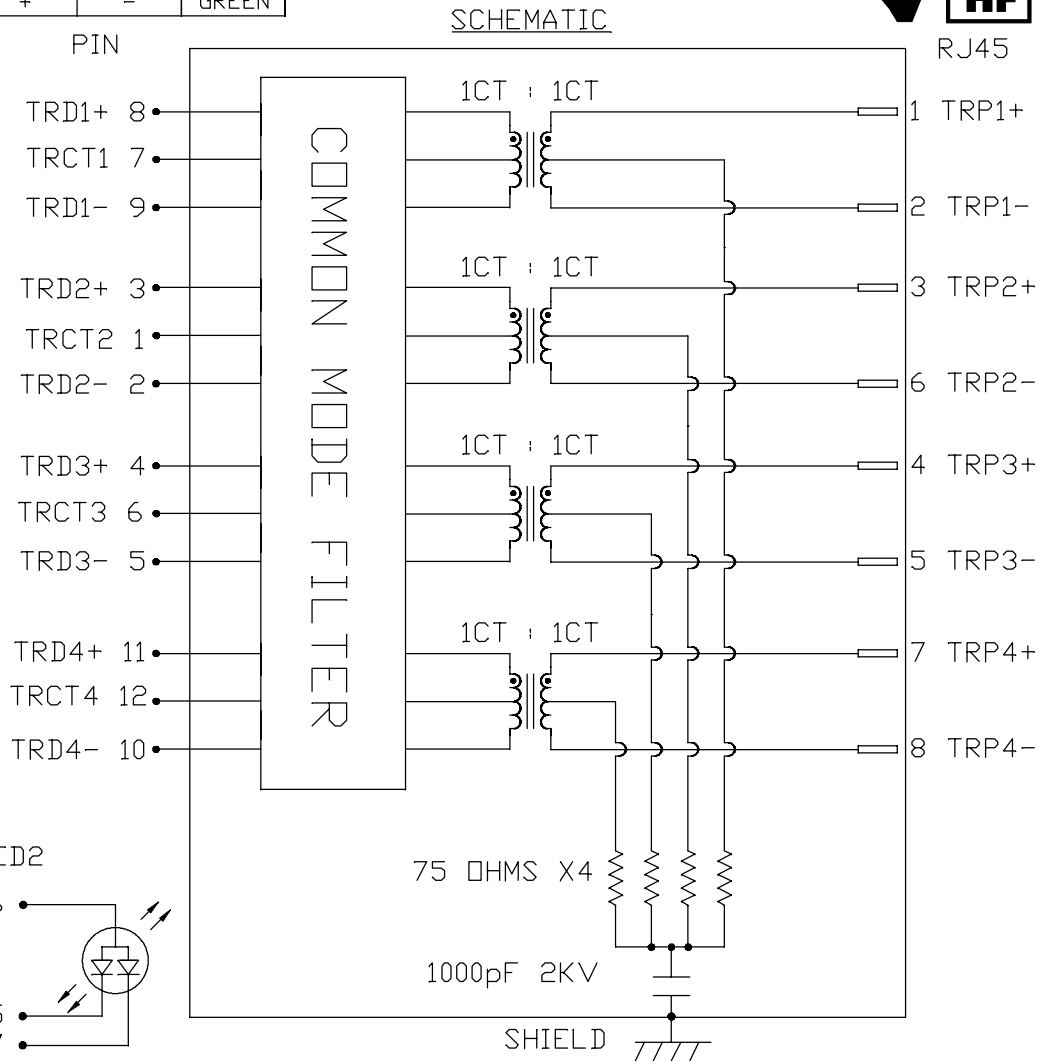 + - GREEN
SCHEMATIC
HF
PIN
RJ45
1CT : 1CT
TRD1+ 8
1 TRP1+
TRCT1 7
TRD1- 9
2 TRP1-
1CT : 1CT
TRD2+ 3
3 TRP2+
TRCT2 1
TRD2- 2
6 TRP2-
1CT : 1CT
TRD3+ 4
4 TRP3+
TRCT3 6
TRD3- 5
5 TRP3-
1CT : 1CT
TRD4+ 11
7 TRP4+
TRCT4 12
TRD4- 10
8 TRP4-
COMMON MODE FILTER
75 OHMS X4
1000pF 2KV
SHIELD